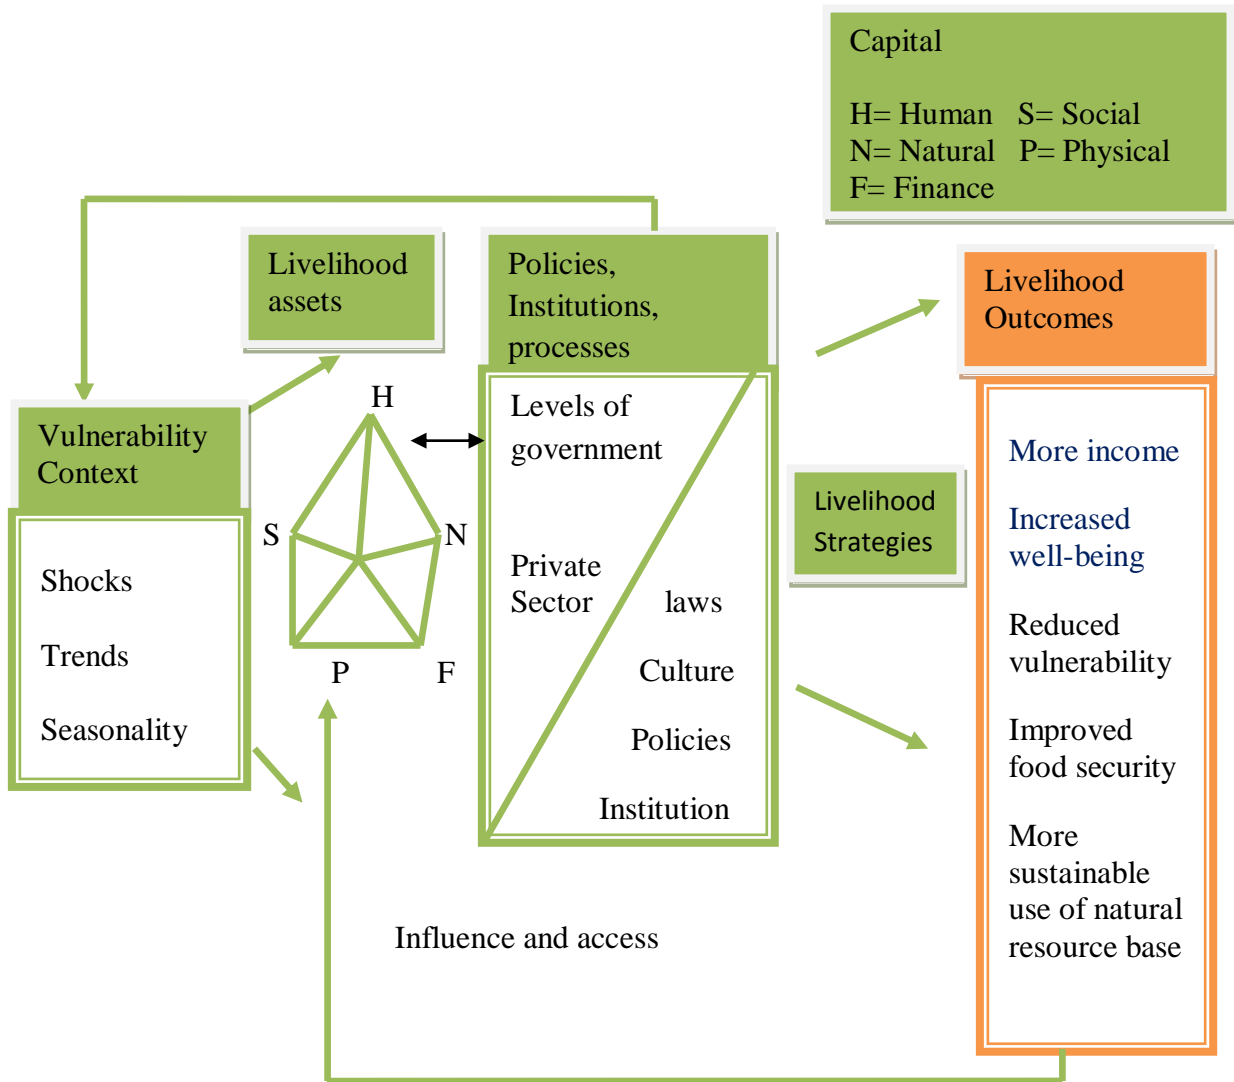 Capital
H= Human S= Social
N= Natural P= Physical
F= Finance
Livelihood
assets
Policies,
Institutions,
processes
Livelihood
Outcomes
Vulnerability
Context
Shocks
Trends
Seasonality
H
S
N
P
F
Levels of
government
Private
Sector
laws
Culture
Policies
Institution
Livelihood
Strategies
More income
Increased
well-being
Reduced
vulnerability
Improved
food security
More
sustainable
use of natural
resource base
Influence and access